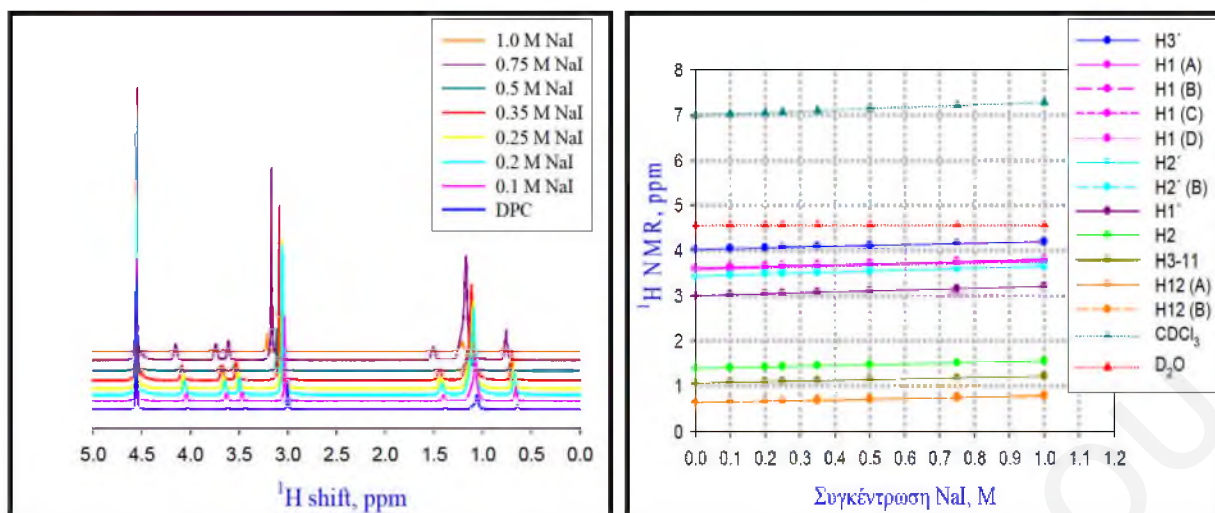 1.0 M NaI
0.75 M NaI
0.5 M NaI
0.35 M NaI
0.25 M NaI
0.2 M NaI
0.1 M NaI
DPC
5.0 4.5 4.0 3.5 3.0 2.5 2.0 1.5 1.0 0.5 0.0
¹H shift, ppm
¹H NMR, ppm
8
7
6
5
4
3
2
1
0
0.0 0.1 0.2 0.3 0.4 0.5 0.6 0.7 0.8 0.9 1.0 1.1 1.2
Συγκέντρωση NaI, M
H3´
H1 (A)
H1 (B)
H1 (C)
H1 (D)
H2´
H2´ (B)
H1´
H2
H3-11
H12 (A)
H12 (B)
CDCl₃
D₂O
OU